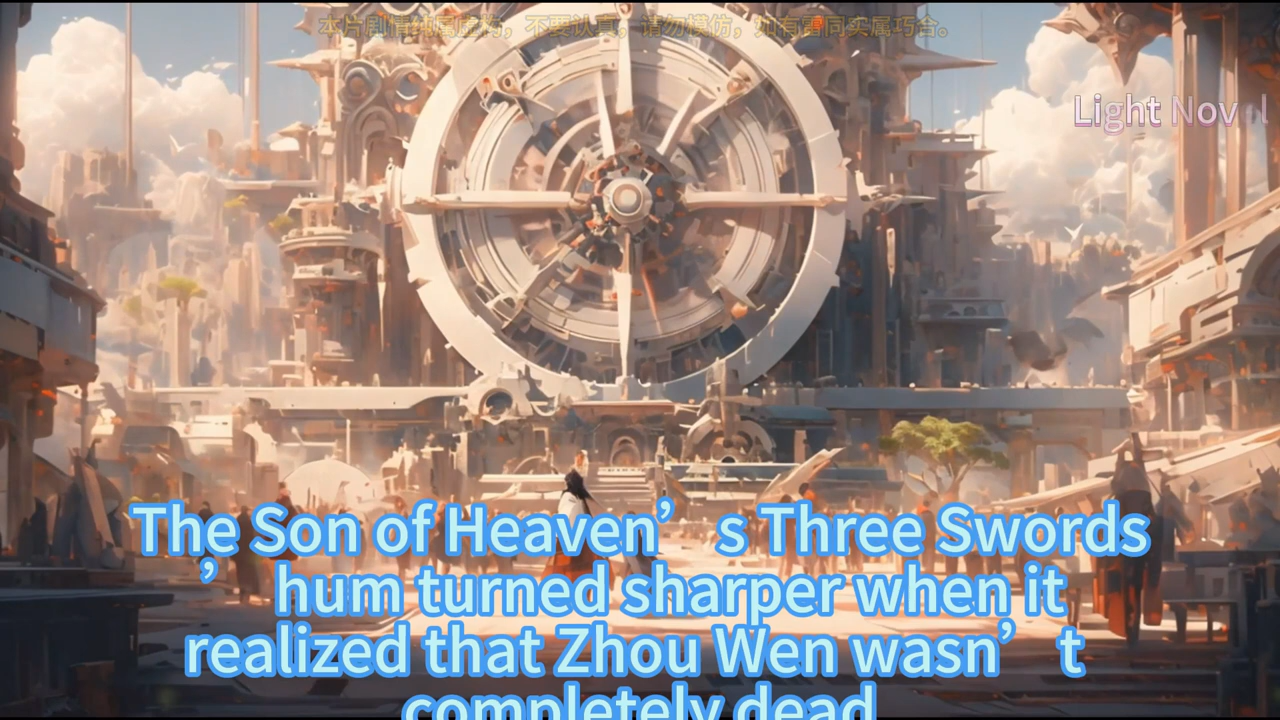 本片剧情纯属虚构，不要认真，请勿模仿，如有雷同实属巧合。
Light Nov l
The Son of Heaven’ s Three Swords
’ hum turned sharper when it
realized that Zhou Wen wasn’ t
completely dead